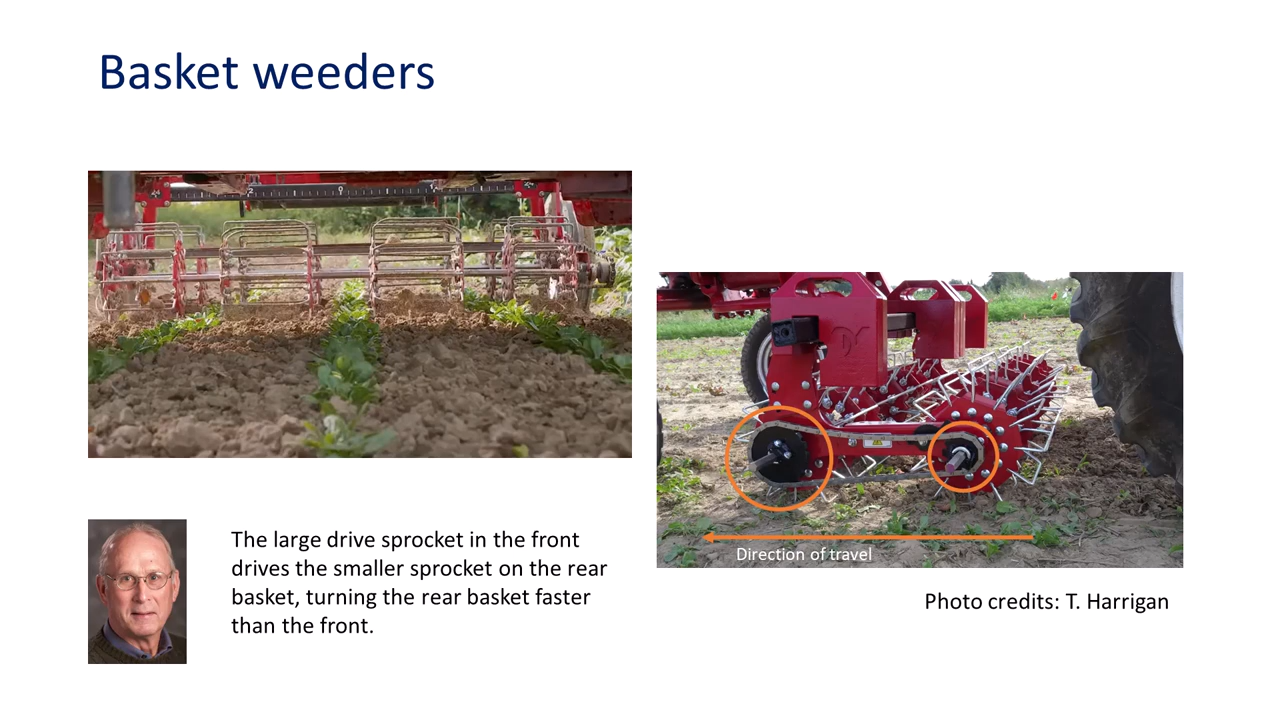 Basket weeders
The large drive sprocket in the front
drives the smaller sprocket on the rear
basket, turning the rear basket faster
than the front.
Direction of travel
Photo credits: T. Harrigan